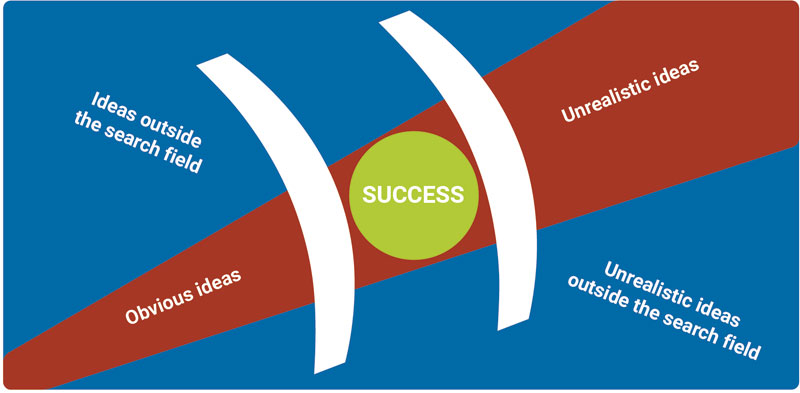 Ideas outside
the search field
Unrealistic ideas
SUCCESS
Obvious ideas
Unrealistic ideas
outside the search field